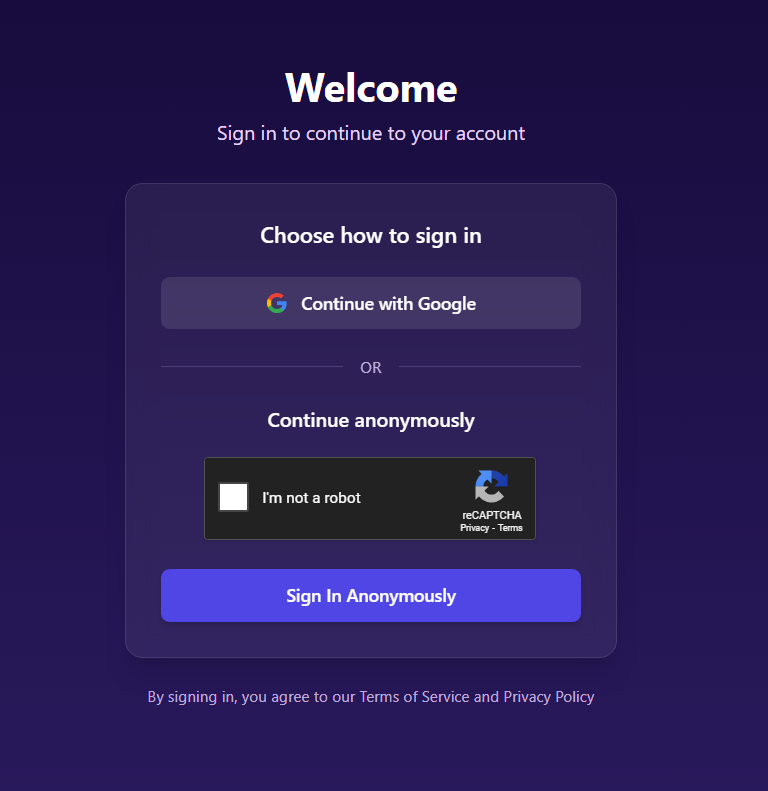 Welcome
Sign in to continue to your account
Choose how to sign in
Continue with Google
OR
Continue anonymously
I'm not a robot
reCAPTCHA
Privacy - Terms
Sign In Anonymously
By signing in, you agree to our Terms of Service and Privacy Policy